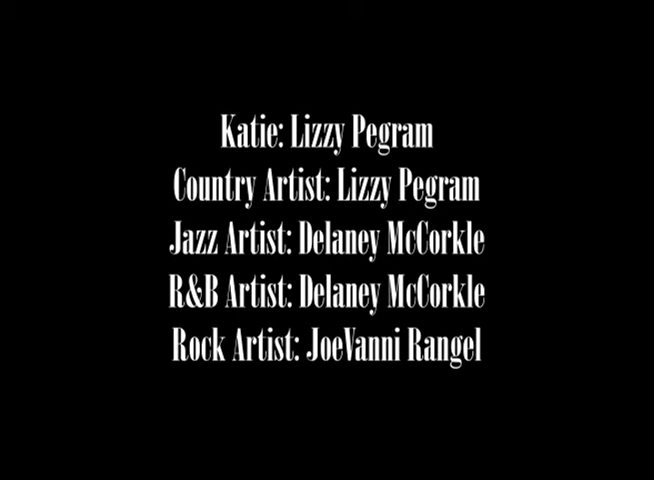 Katie: Lizzy Pegram
Country Artist: Lizzy Pegram
Jazz Artist: Delaney McCorkle
R&B Artist: Delaney McCorkle
Rock Artist: JoeVanni Rangel